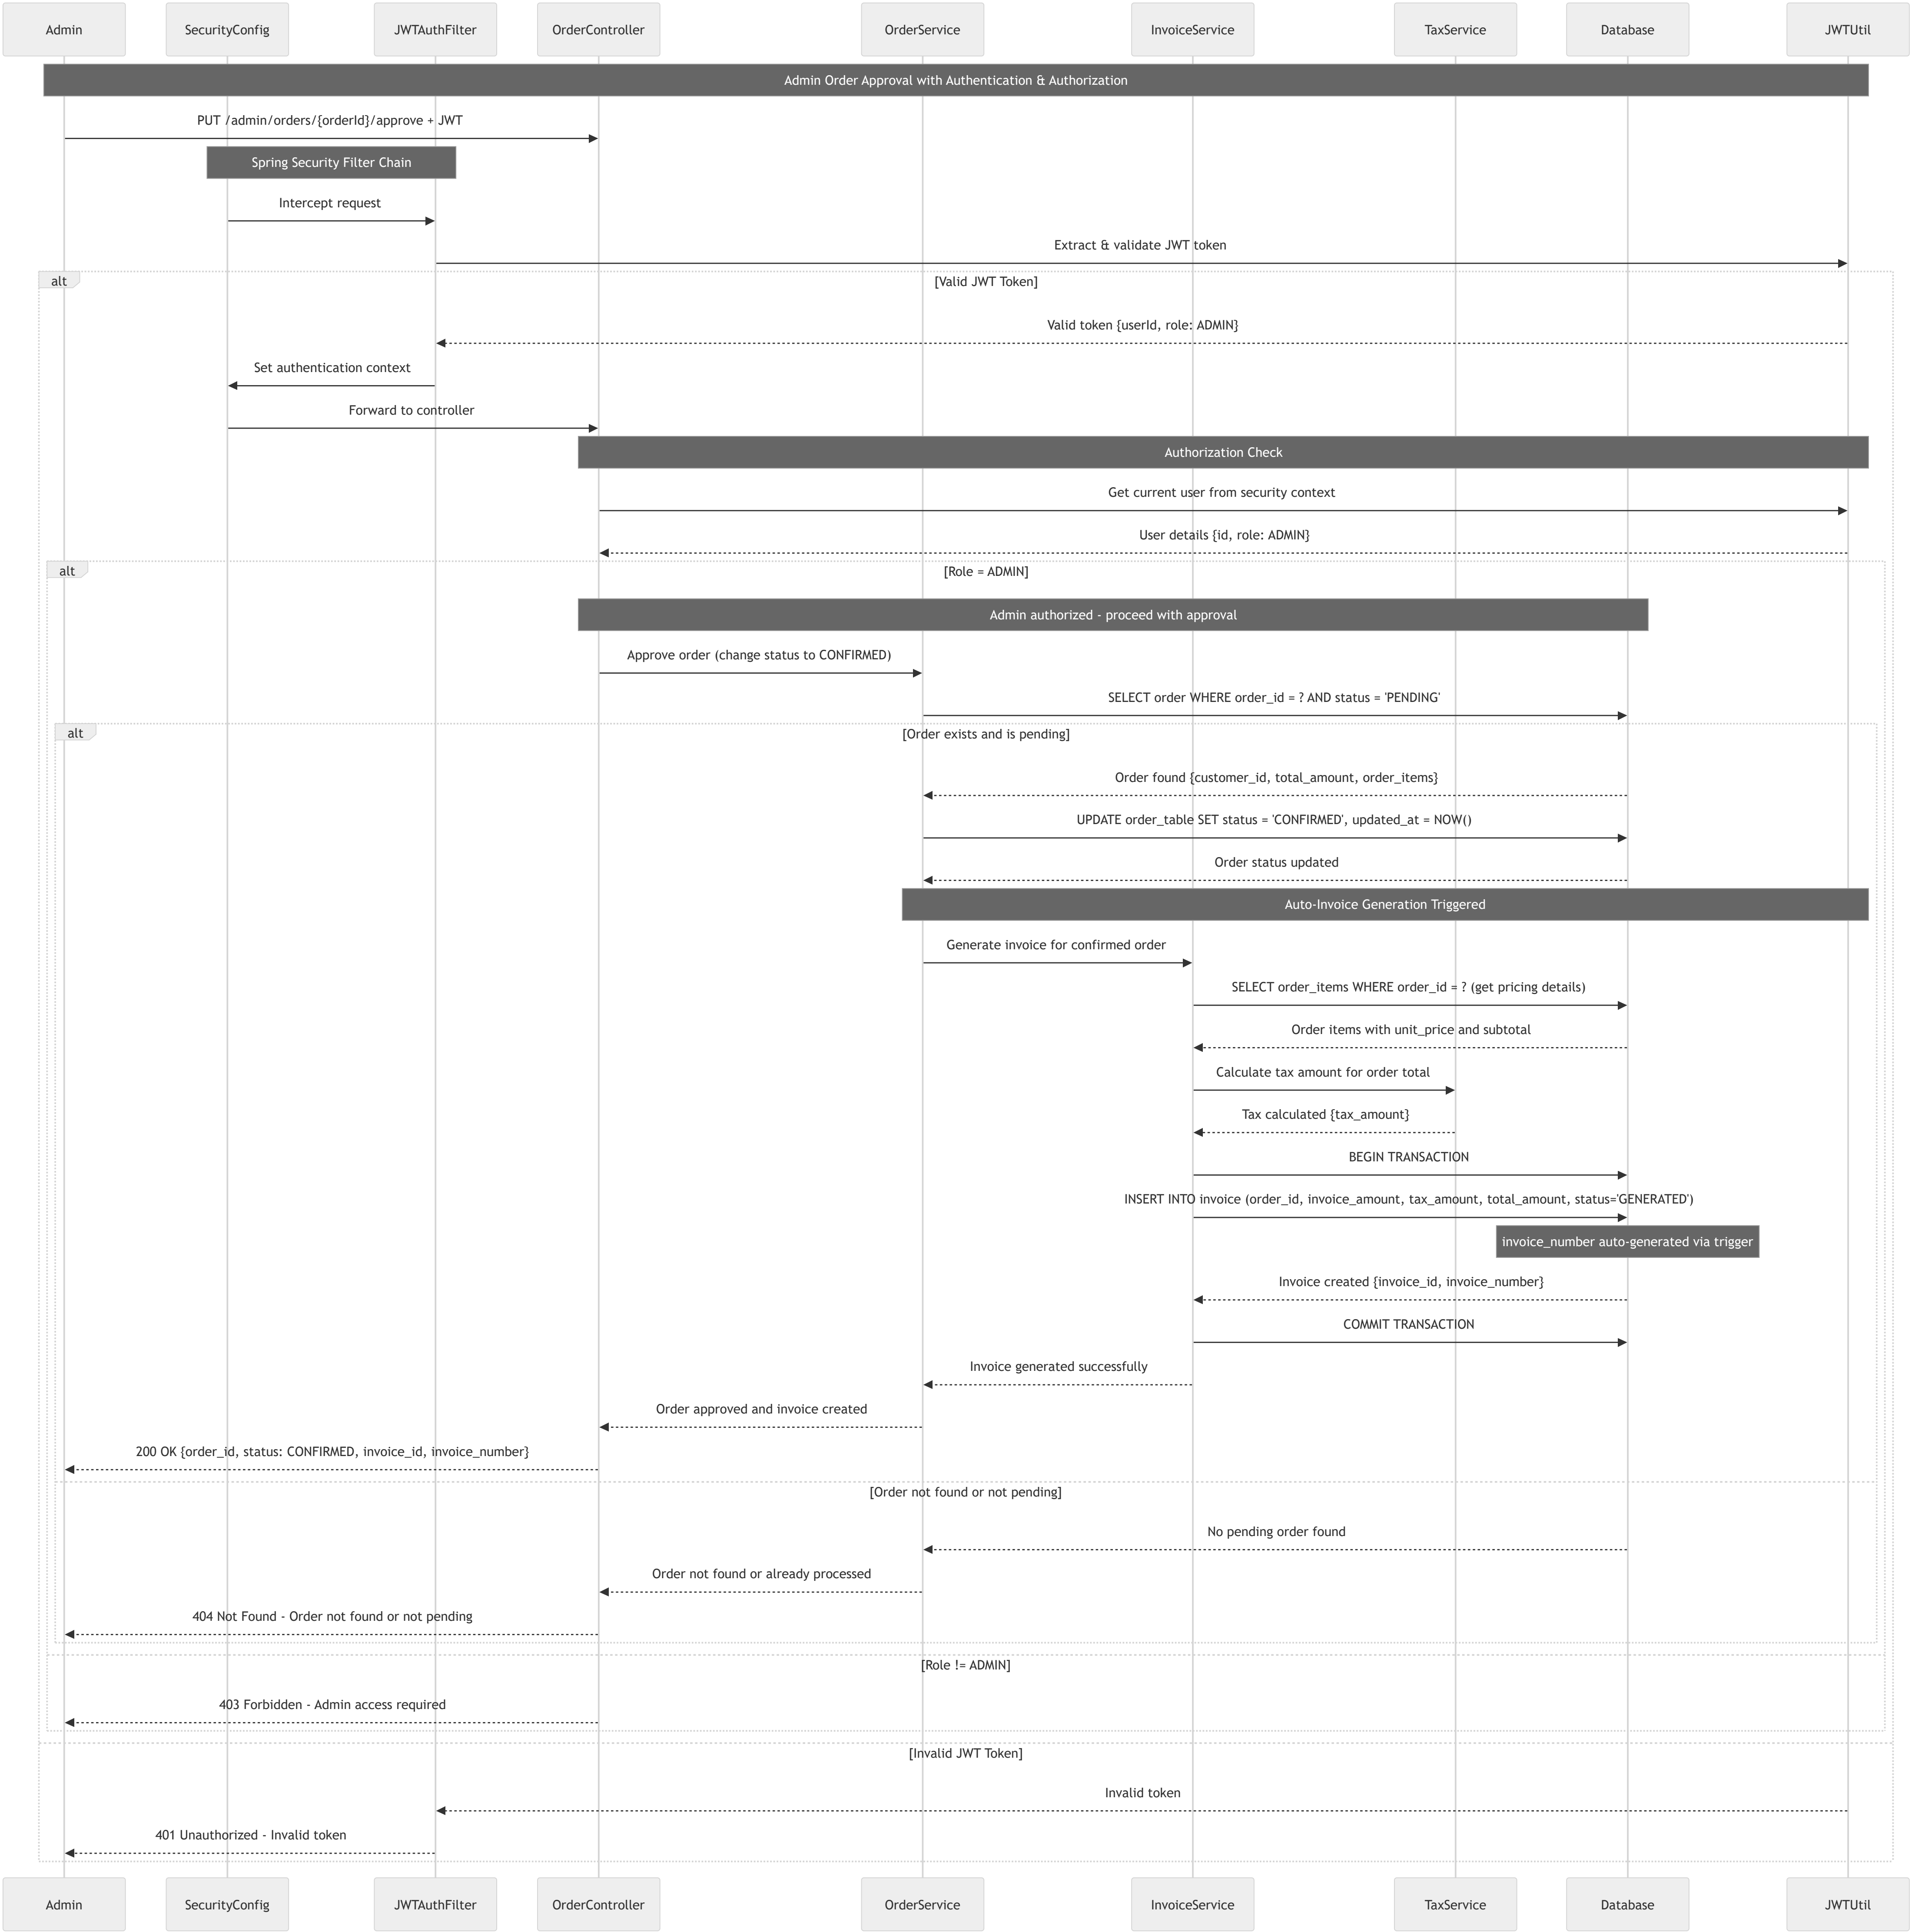 Admin
SecurityConfig
JWTAuthFilter
OrderController
OrderService
InvoiceService
TaxService
Database
JWTUtil
Admin Order Approval with Authentication & Authorization
PUT /admin/orders/{orderId}/approve + JWT
Spring Security Filter Chain
Intercept request
Extract & validate JWT token
alt
[Valid JWT Token]
Valid token {userId, role: ADMIN}
Set authentication context
Forward to controller
Authorization Check
Get current user from security context
User details {id, role: ADMIN}
alt
[Role = ADMIN]
Admin authorized - proceed with approval
Approve order (change status to CONFIRMED)
SELECT order WHERE order_id = ? AND status = 'PENDING'
alt
[Order exists and is pending]
Order found {customer_id, total_amount, order_items}
UPDATE order_table SET status = 'CONFIRMED', updated_at = NOW()
Order status updated
Auto-Invoice Generation Triggered
Generate invoice for confirmed order
SELECT order_items WHERE order_id = ? (get pricing details)
Order items with unit_price and subtotal
Calculate tax amount for order total
Tax calculated {tax_amount}
BEGIN TRANSACTION
INSERT INTO invoice (order_id, invoice_amount, tax_amount, total_amount, status='GENERATED')
invoice_number auto-generated via trigger
Invoice created {invoice_id, invoice_number}
COMMIT TRANSACTION
Invoice generated successfully
Order approved and invoice created
200 OK {order_id, status: CONFIRMED, invoice_id, invoice_number}
[Order not found or not pending]
No pending order found
Order not found or already processed
404 Not Found - Order not found or not pending
[Role != ADMIN]
403 Forbidden - Admin access required
[Invalid JWT Token]
Invalid token
401 Unauthorized - Invalid token
Admin
SecurityConfig
JWTAuthFilter
OrderController
OrderService
InvoiceService
TaxService
Database
JWTUtil